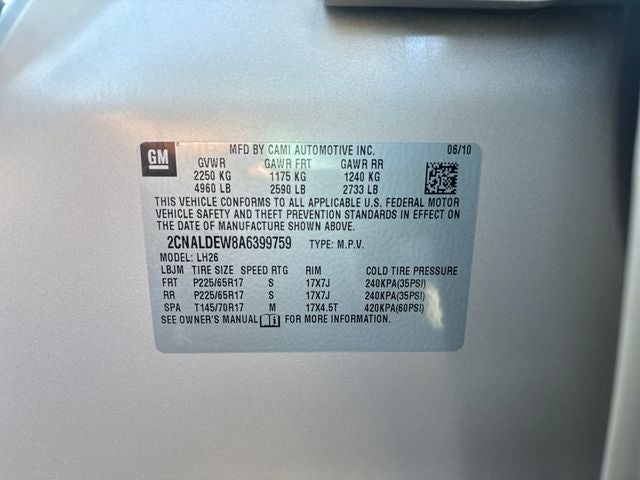 GM
MFD BY CAMI AUTOMOTIVE INC. 06/10
GVWR GAWR FRT GAWR RR
2250 KG 1175 KG 1240 KG
4960 LB 2590 LB 2733 LB
THIS VEHICLE CONFORMS TO ALL APPLICABLE U.S. FEDERAL MOTOR
VEHICLE SAFETY AND THEFT PREVENTION STANDARDS IN EFFECT ON
THE DATE OF MANUFACTURE SHOWN ABOVE.
2CNALDEW8A6399759 TYPE: M.P.V.
MODEL: LH26
LBJM TIRE SIZE SPEED RTG RIM COLD TIRE PRESSURE
FRT P225/65R17 S 17X7J 240KPA(35PSI)
RR P225/65R17 S 17X7J 240KPA(35PSI)
SPA T145/70R17 M 17X4.5T 420KPA(60PSI)
SEE OWNER'S MANUAL FOR MORE INFORMATION.